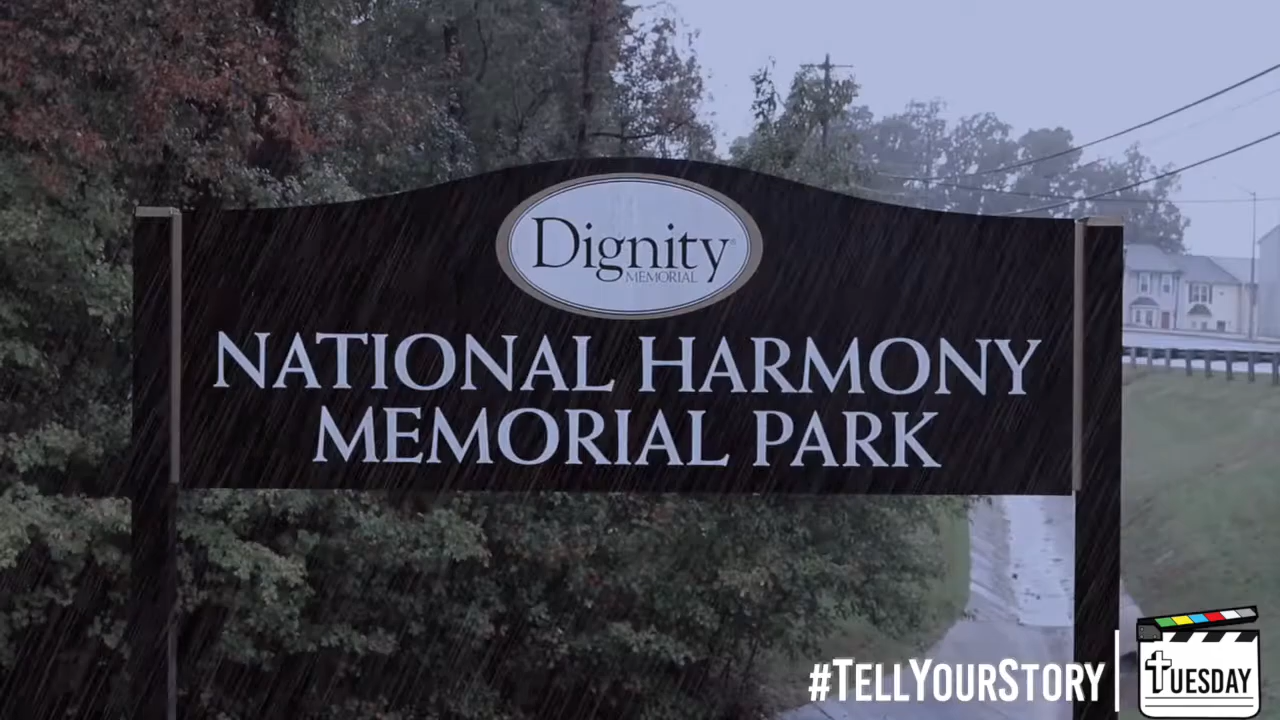 Dignity®
MEMORIAL
NATIONAL HARMONY
MEMORIAL PARK
#TELLYOURSTORY
TUESDAY